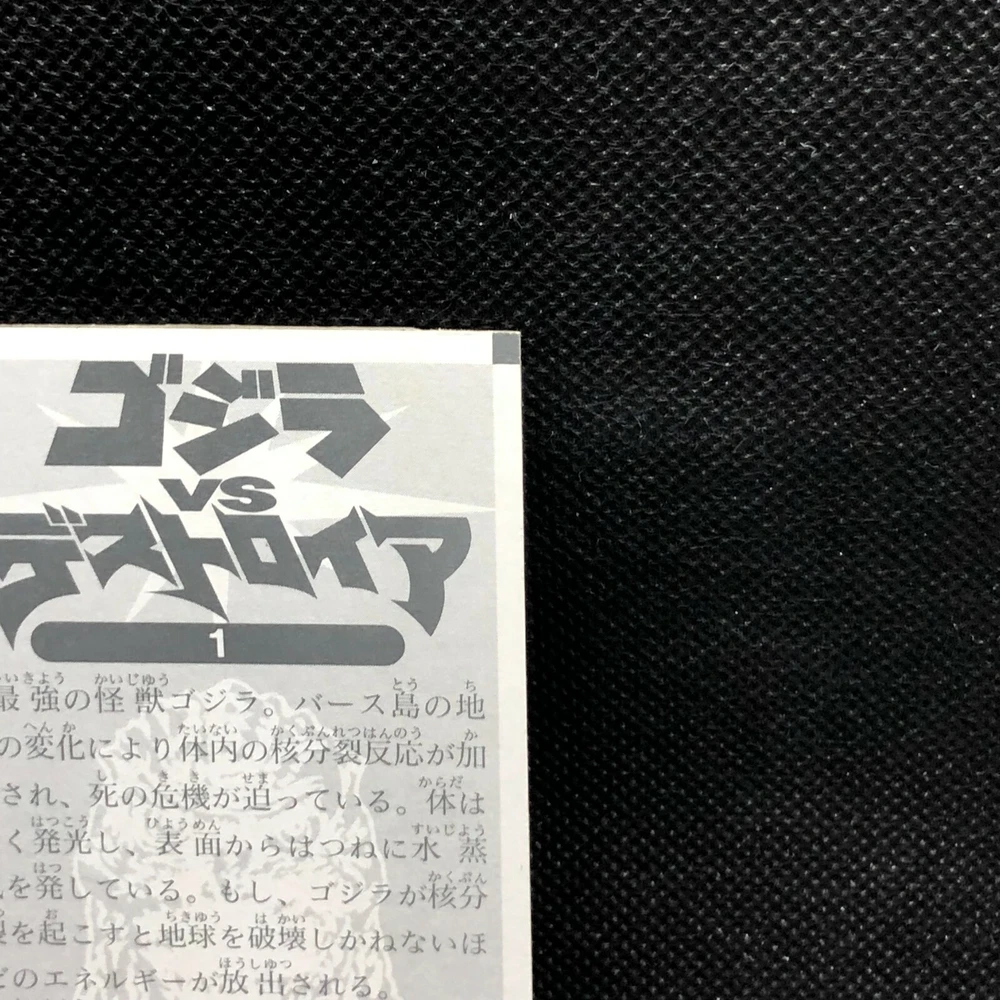 ゴジラ
VS
デストロイア
1
最強の怪獣ゴジラ。バース島の地
の変化により体内の核分裂反応が加
され、死の危機が迫っている。体は
く発光し、表面からはつねに水蒸
を発している。もし、ゴジラが核分
を起こすと地球を破壊しかねないほ
どのエネルギーが放出される。